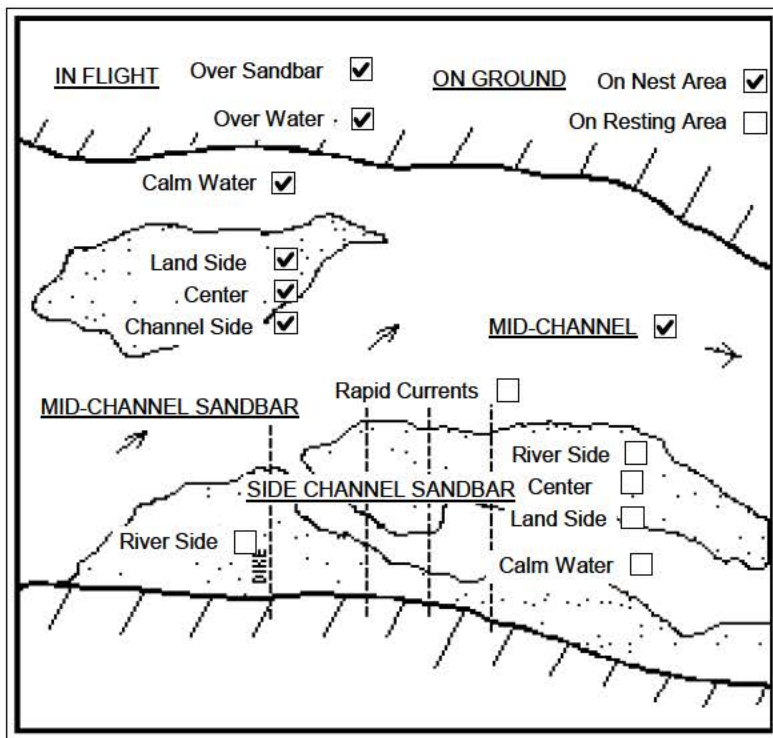 IN FLIGHT
Over Sandbar
ON GROUND
On Nest Area
Over Water
On Resting Area
Calm Water
Land Side
Center
Channel Side
MID-CHANNEL
Rapid Currents
MID-CHANNEL SANDBAR
River Side
SIDE CHANNEL SANDBAR
Center
Land Side
River Side
DIKE
Calm Water